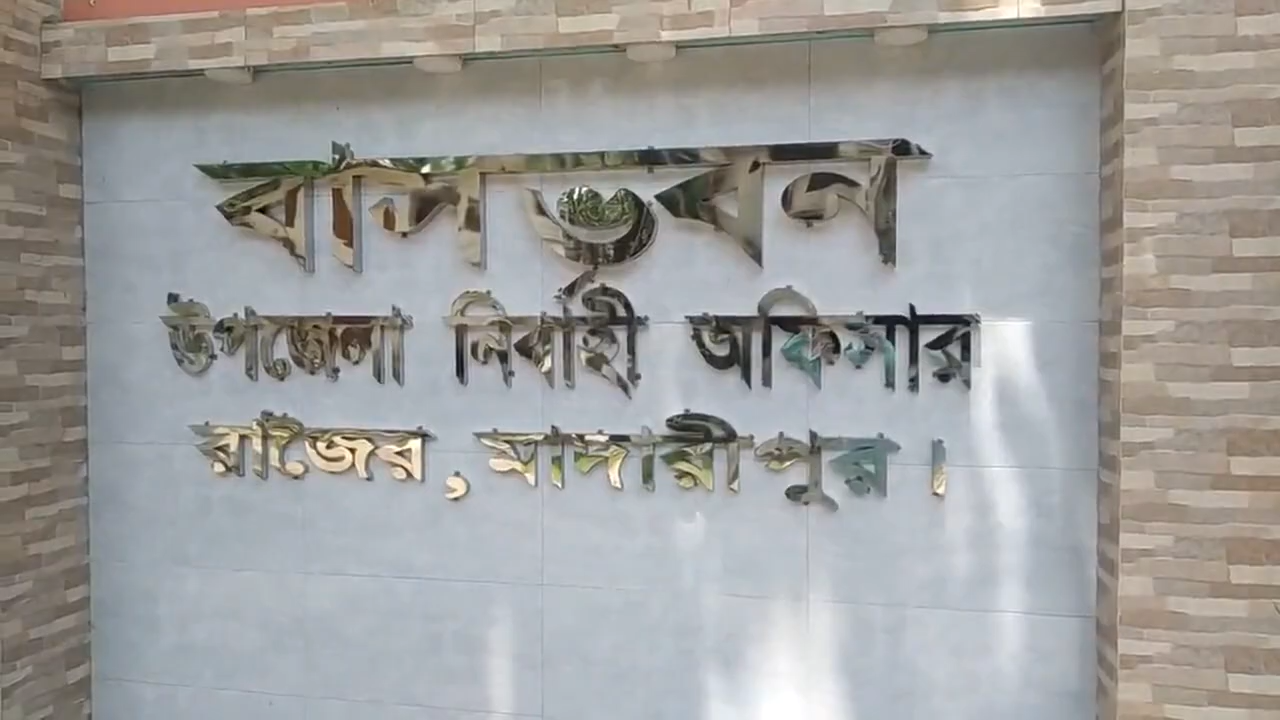 বাসভবন
উপজেলা নির্বাহী অফিসার
রাজৈর, মাদারীপুর।